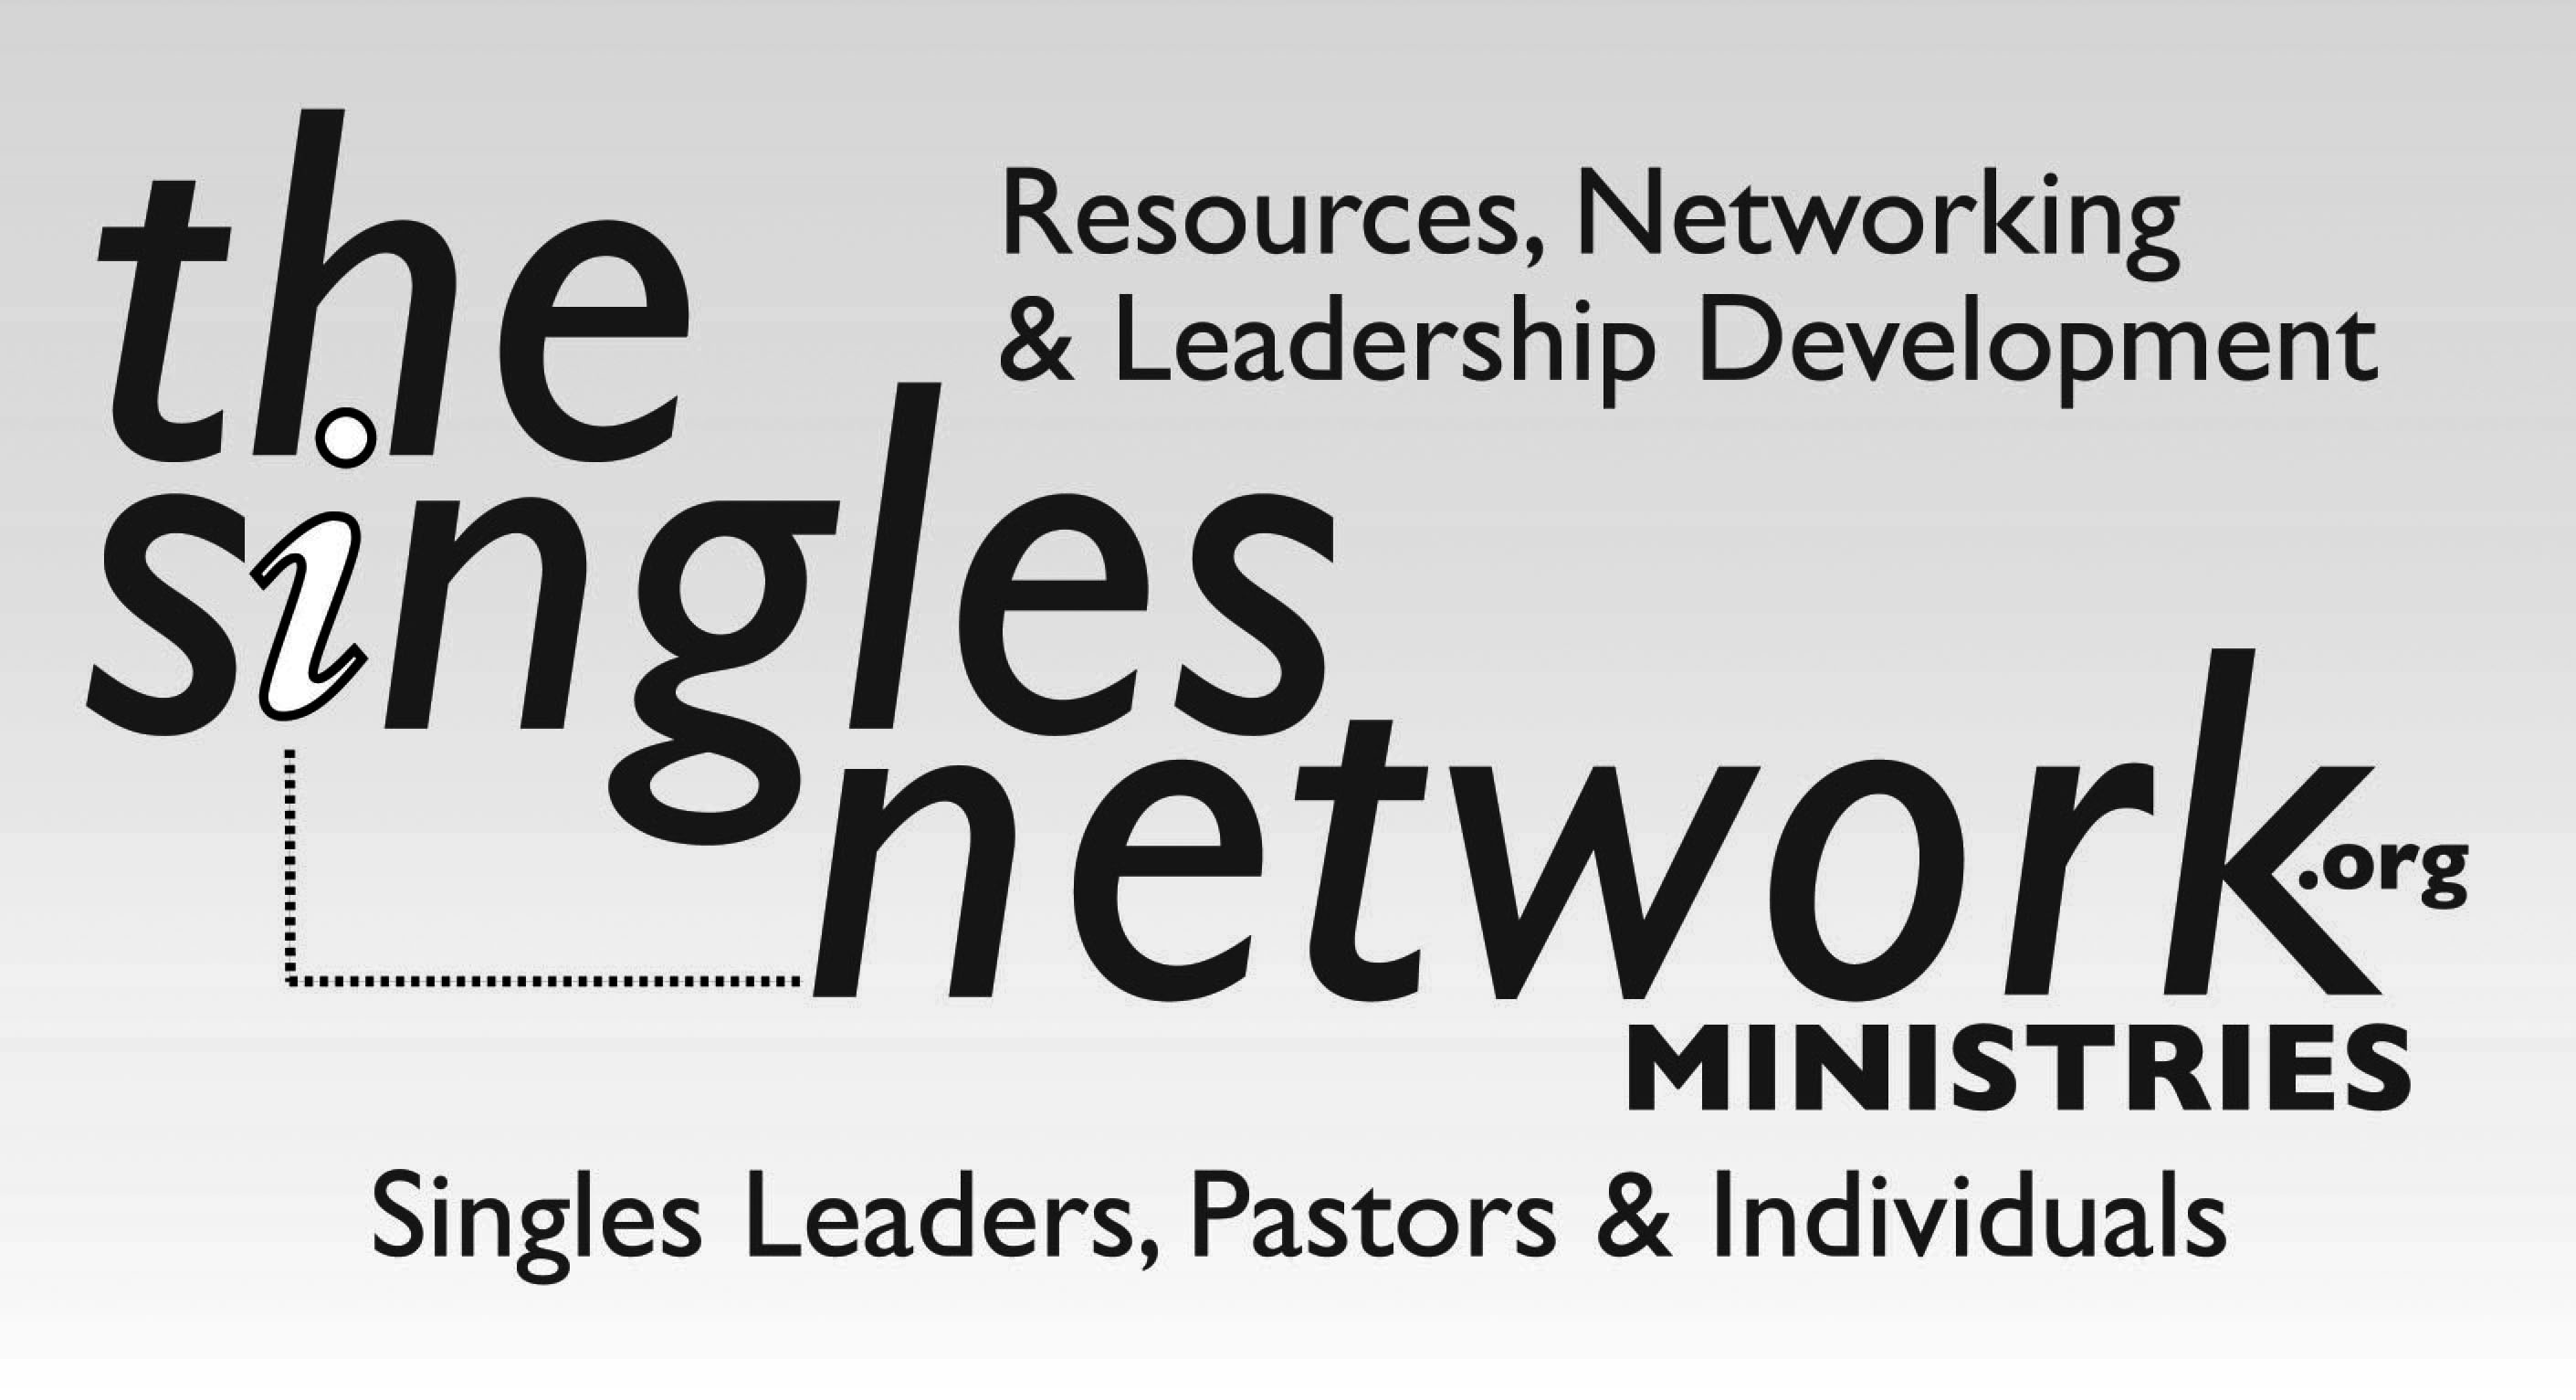 the
Resources, Networking
& Leadership Development
singles
network.org
MINISTRIES
Singles Leaders, Pastors & Individuals